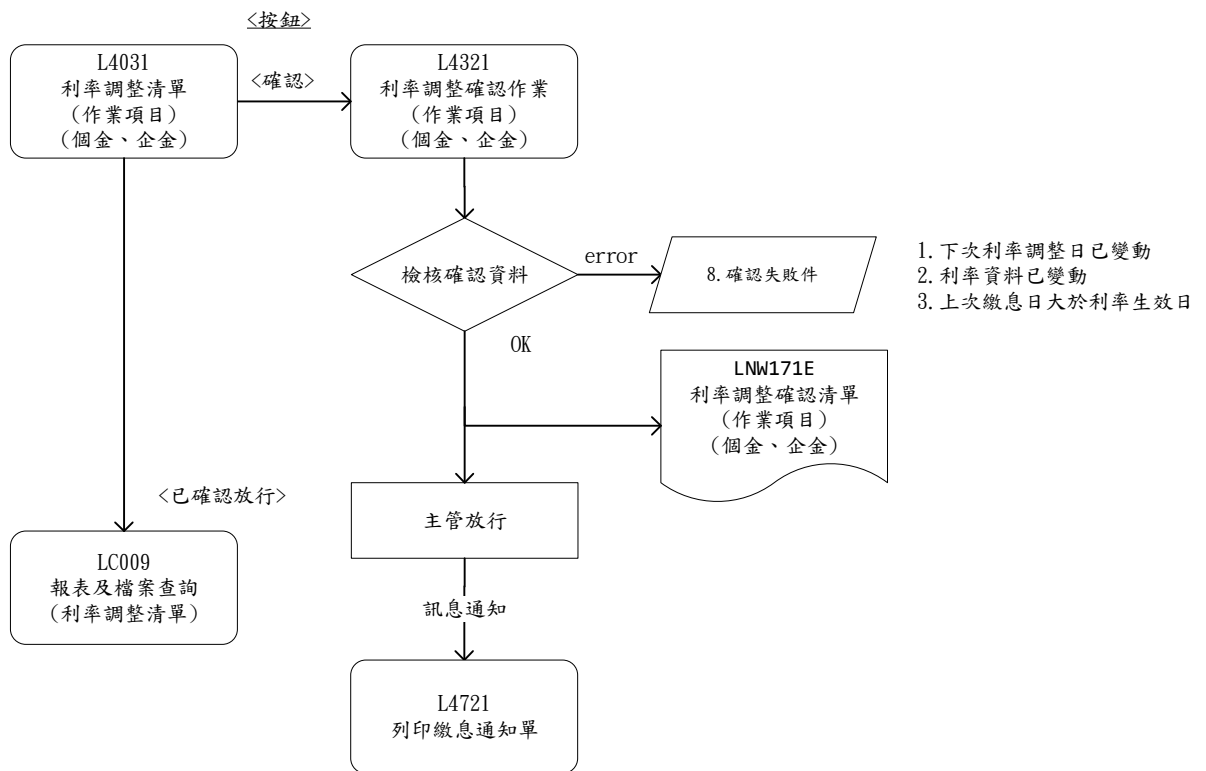 <按鈕>
L4031
利率調整清單
(作業項目)
(個金、企金)
<確認>
L4321
利率調整確認作業
(作業項目)
(個金、企金)
檢核確認資料
error
8.確認失敗件
1.下次利率調整日已變動
2.利率資料已變動
3.上次繳息日大於利率生效日
OK
LNW171E
利率調整確認清單
(作業項目)
(個金、企金)
<已確認放行>
主管放行
LC009
報表及檔案查詢
(利率調整清單)
訊息通知
L4721
列印繳息通知單